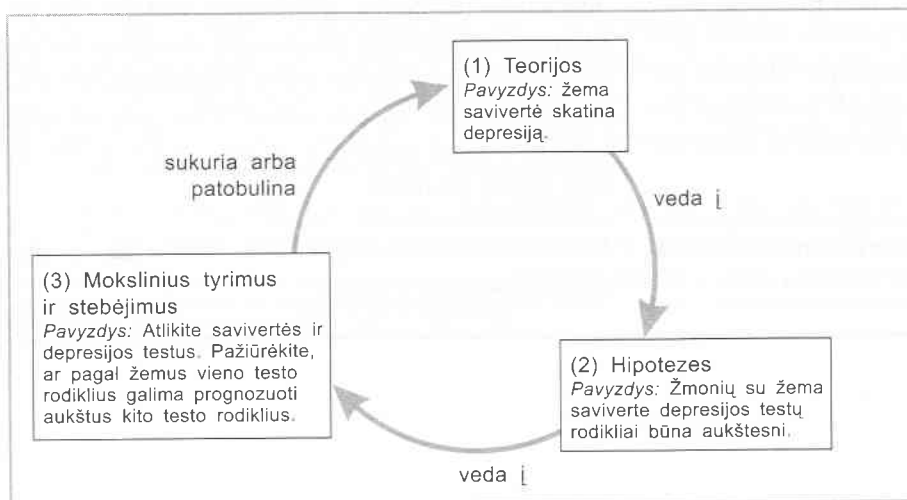 (1) Teorijos
Pavyzdys: žema
savivertė skatina
depresiją.
veda į
(2) Hipotezes
Pavyzdys: Žmonių su žema
saviverte depresijos testų
rodikliai būna aukštesni.
veda į
(3) Mokslinius tyrimus
ir stebėjimus
Pavyzdys: Atlikite savivertės ir
depresijos testus. Pažiūrėkite,
ar pagal žemus vieno testo
rodiklius galima prognozuoti
aukštus kito testo rodiklius.
sukuria arba
patobulina